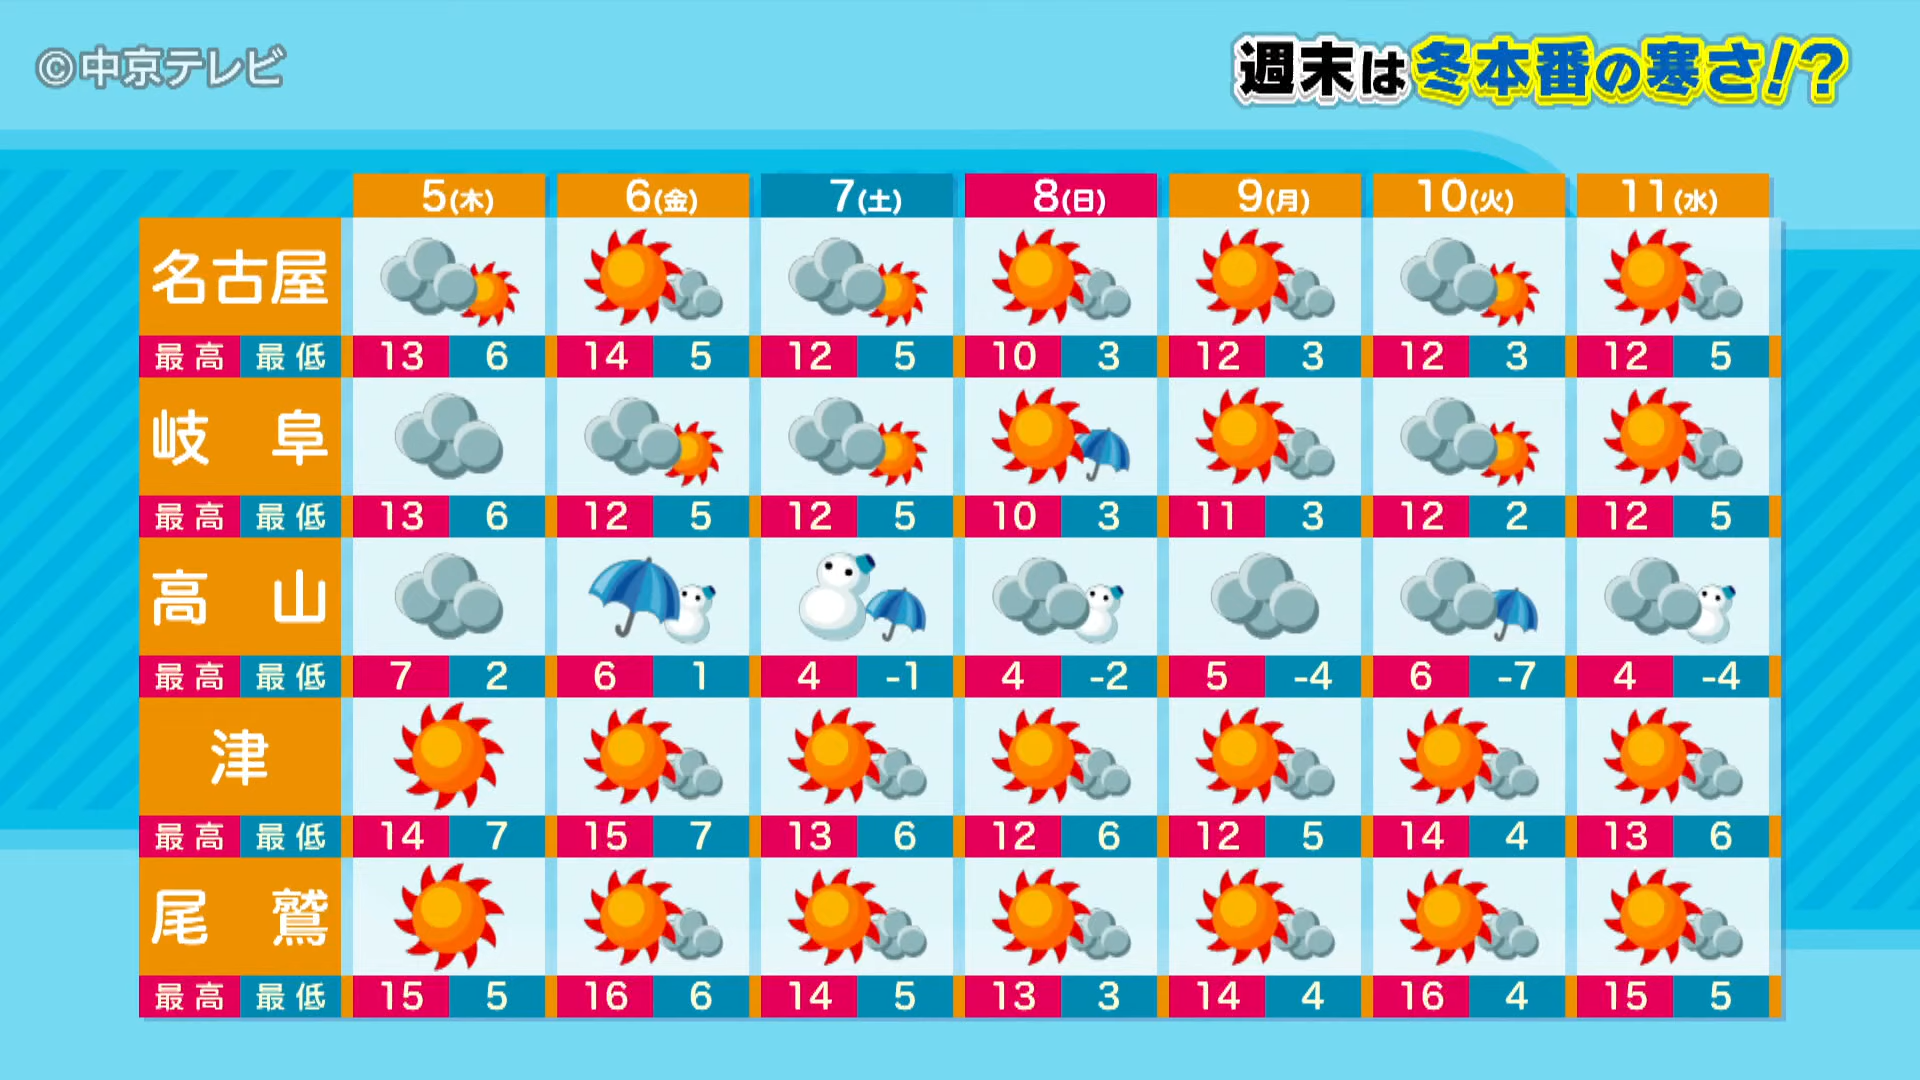 ©中京テレビ
週末は冬本番の寒さ!?
5(木) 6(金) 7(土) 8(日) 9(月) 10(火) 11(水)
名古屋
最高 最低 13 6 14 5 12 5 10 3 12 3 12 3 12 5
岐阜
最高 最低 13 6 12 5 12 5 10 3 11 3 12 2 12 5
高山
最高 最低 7 2 6 1 4 -1 4 -2 5 -4 6 -7 4 -4
津
最高 最低 14 7 15 7 13 6 12 6 12 5 14 4 13 6
尾鷲
最高 最低 15 5 16 6 14 5 13 3 14 4 16 4 15 5